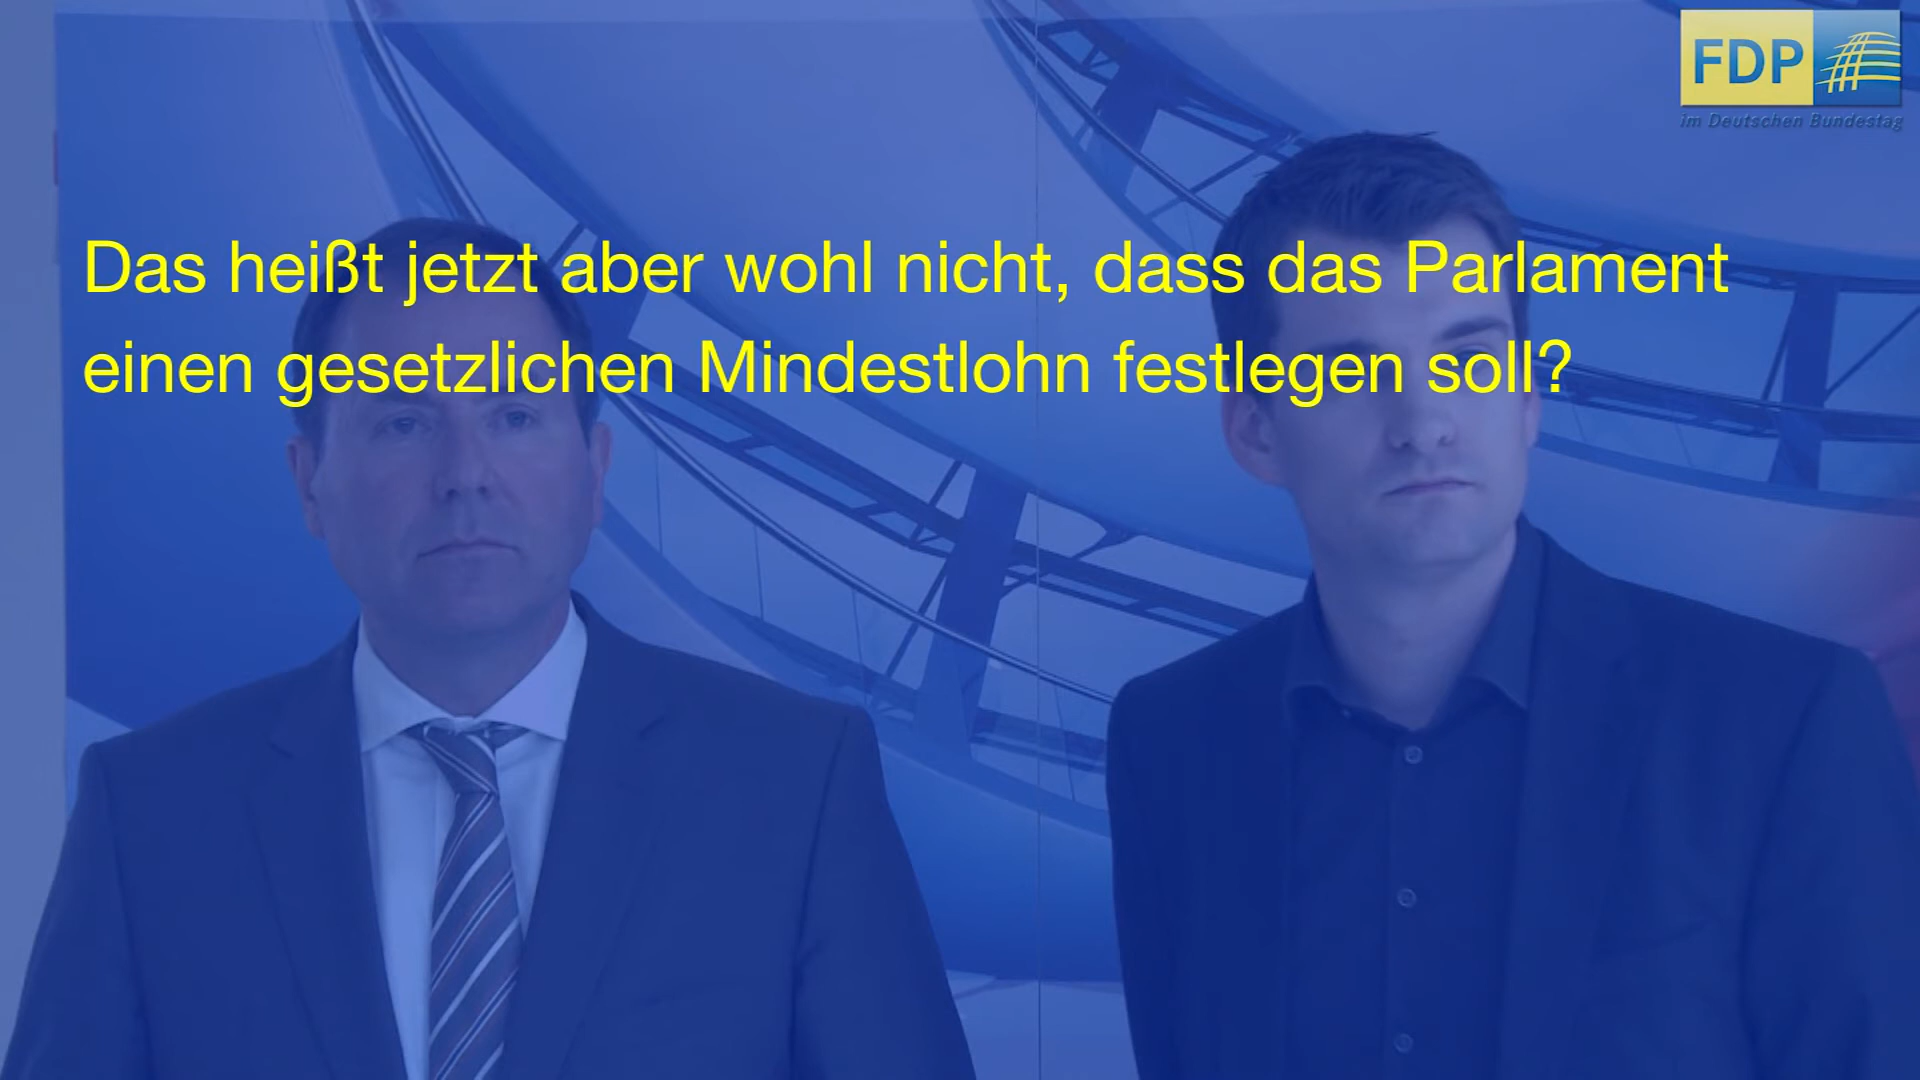 FDP
im Deutschen Bundestag
Das heißt jetzt aber wohl nicht, dass das Parlament
einen gesetzlichen Mindestlohn festlegen soll?